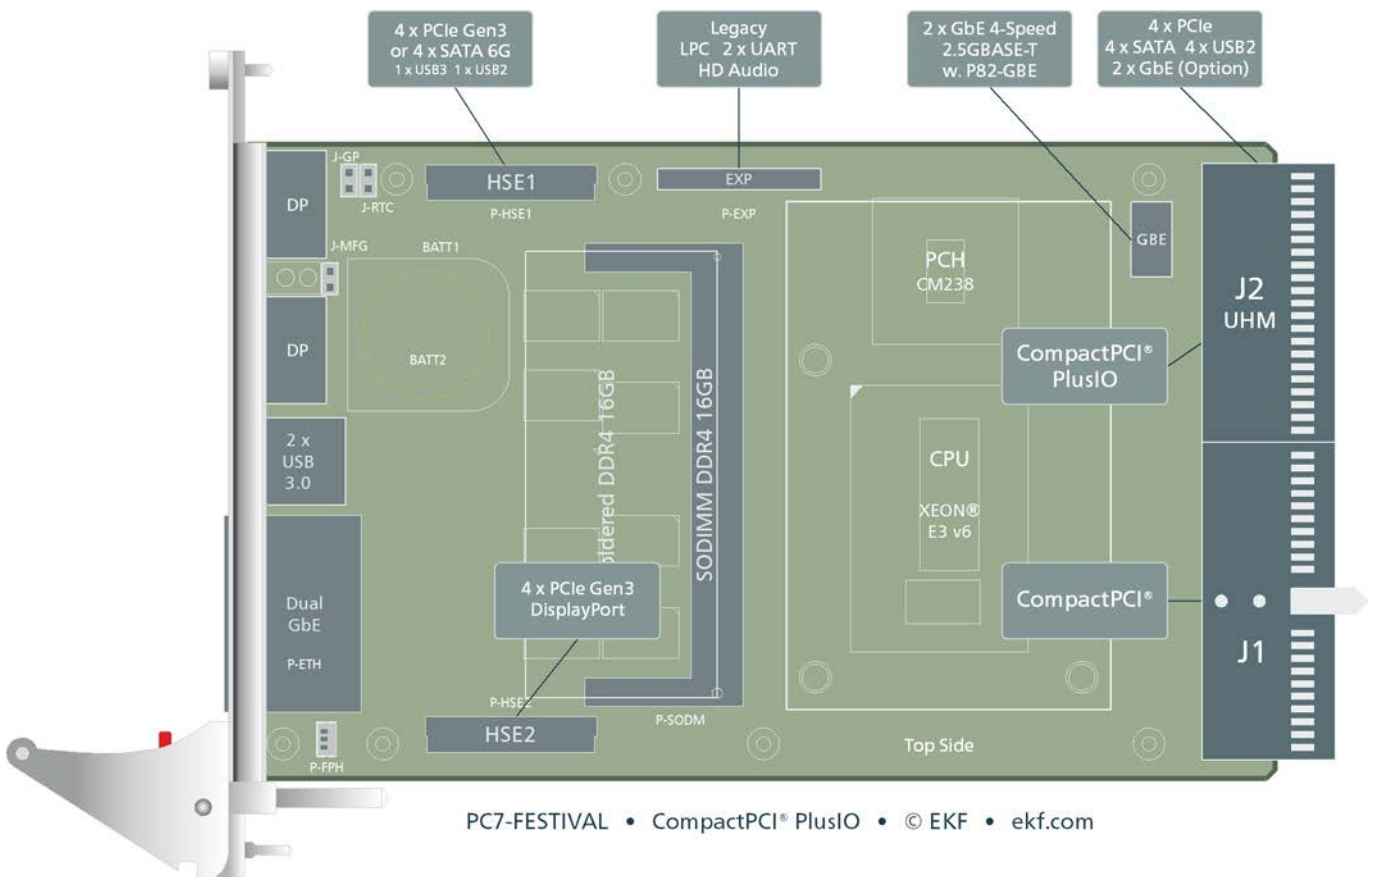 4 x PCIe Gen3
or 4 x SATA 6G
1 x USB3 1 x USB2
Legacy
LPC 2 x UART
HD Audio
2 x GbE 4-Speed
2.5GBASE-T
w. P82-GBE
4 x PCIe
4 x SATA 4 x USB2
2 x GbE (Option)
J-GP
J-RTC
DP
HSE1
P-HSE1
EXP
P-EXP
GBE
J-MFG
BATT1
BATT2
DP
PCH
CM238
J2
UHM
CompactPCI® PlusIO
2 x
USB
3.0
oldered DDR4 16GB
SODIMM DDR4 16GB
CPU
XEON®
E3 v6
4 x PCIe Gen3
DisplayPort
CompactPCI®
Dual
GbE
P-ETH
J1
P-HSE2
P-SODM
HSE2
Top Side
P-FPH
PC7-FESTIVAL • CompactPCI® PlusIO • © EKF • ekf.com